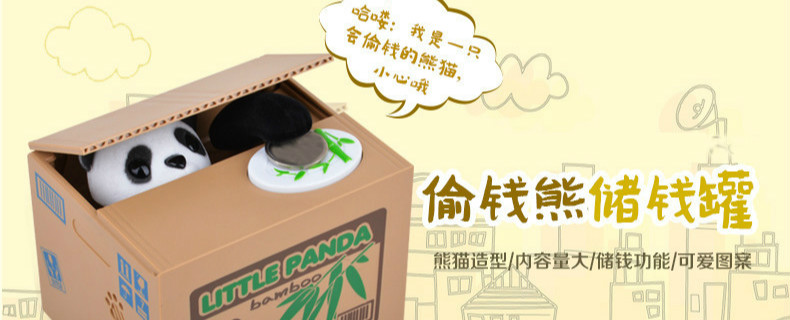 哈喽：我是一只
会偷钱的熊猫，
小心哦
偷钱熊储钱罐
熊猫造型/内容量大/储钱功能/可爱图案
LITTLE PANDA
bamboo